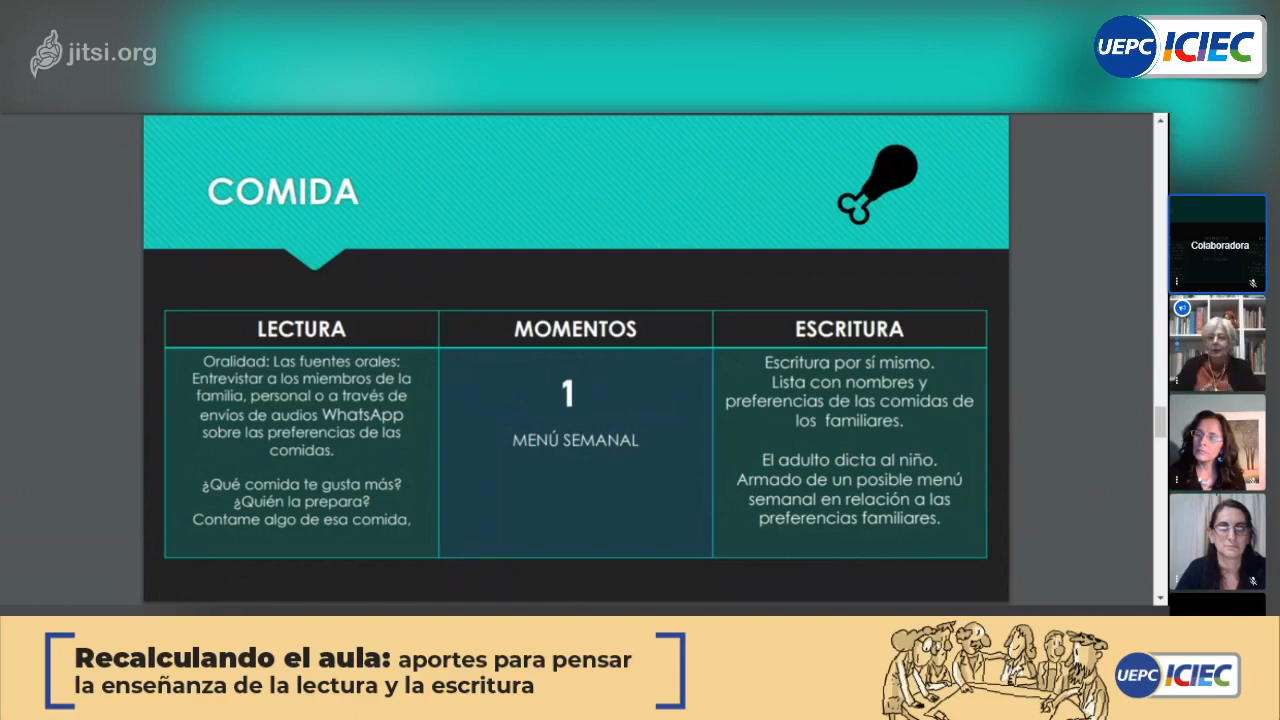 jitsi.org
UEPC ICIEC
COMIDA
LECTURA
MOMENTOS
ESCRITURA
Oralidad: Las fuentes orales:
Entrevistar a los miembros de la
familia, personal o a través de
envíos de audios WhatsApp
sobre las preferencias de las
comidas.
¿Qué comida te gusta más?
¿Quién la prepara?
Contame algo de esa comida,
1
MENÚ SEMANAL
Escritura por sí mismo.
Lista con nombres y
preferencias de las comidas de
los familiares.
El adulto dicta al niño.
Armado de un posible menú
semanal en relación a las
preferencias familiares.
Colaboradora
Recalculando el aula: aportes para pensar
la enseñanza de la lectura y la escritura
UEPC ICIEC